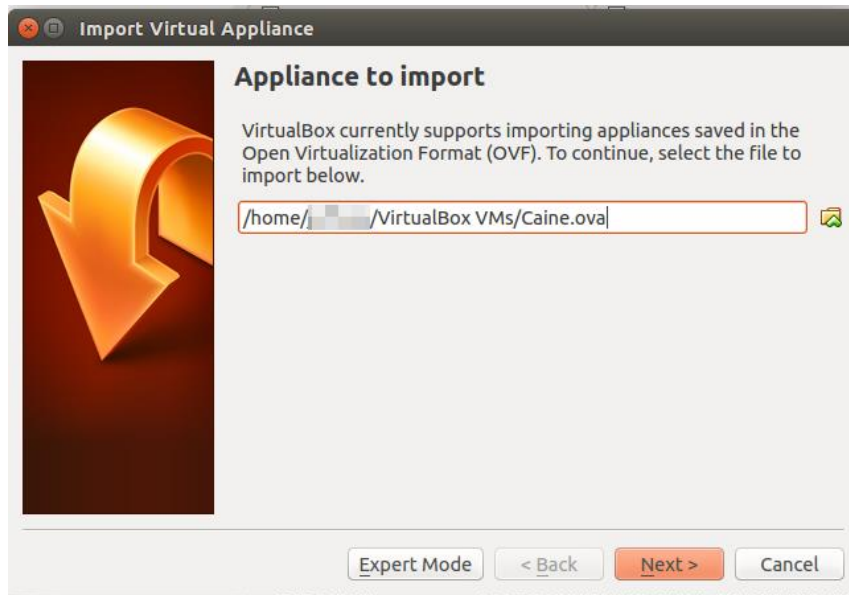 Import Virtual Appliance
Appliance to import
VirtualBox currently supports importing appliances saved in the
Open Virtualization Format (OVF). To continue, select the file to
import below.
/home/ /VirtualBox VMs/Caine.ova
Expert Mode
< Back
Next >
Cancel